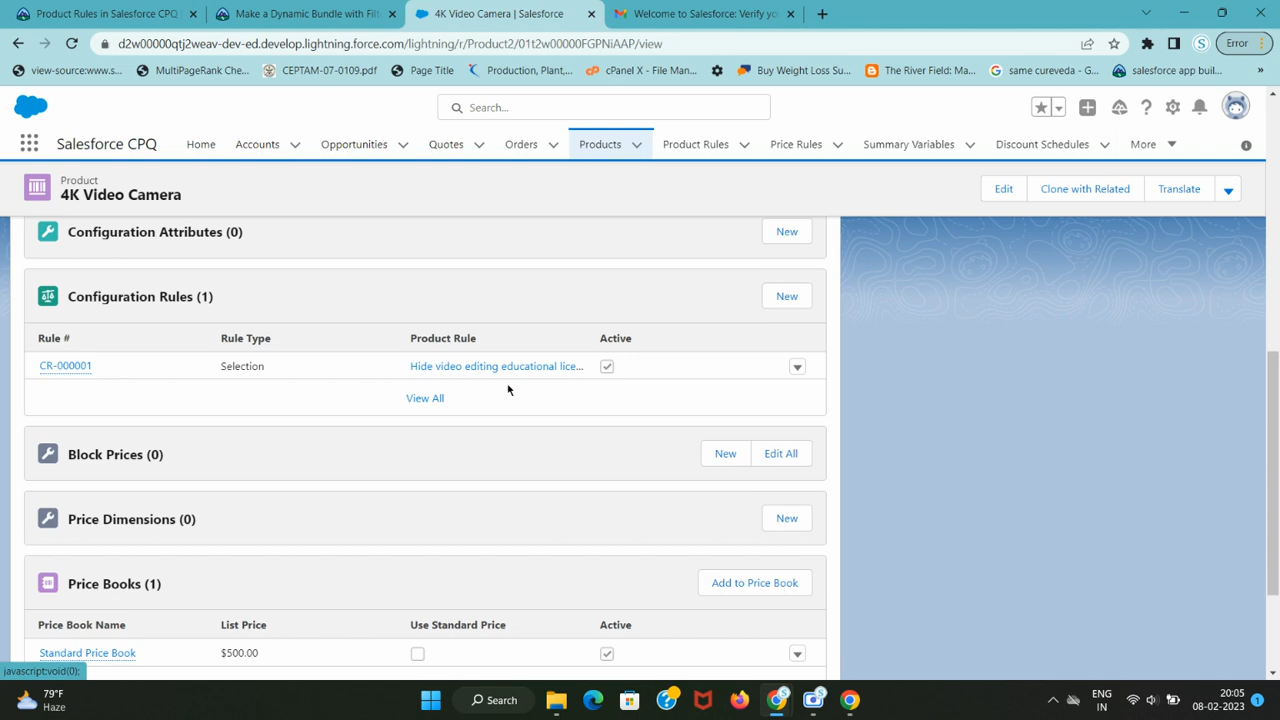 Product Rules in Salesforce CPQ
Make a Dynamic Bundle with Filt
4K Video Camera | Salesforce
Welcome to Salesforce: Verify yo
d2w00000qtj2weav-dev-ed.develop.lightning.force.com/lightning/r/Product2/01t2w00000FGPNiAAP/view
S
Error
view-source:www.s...
MultiPageRank Che...
CEPTAM-07-0109.pdf
Page Title
Production, Plant,...
cPanel X - File Man...
Buy Weight Loss Su...
The River Field: Ma...
same cureveda - G...
salesforce app buil...
»
Search...
Salesforce CPQ
Home
Accounts
Opportunities
Quotes
Orders
Products
Product Rules
Price Rules
Summary Variables
Discount Schedules
More
Product
4K Video Camera
Edit
Clone with Related
Translate
Configuration Attributes (0)
New
Configuration Rules (1)
New
Rule #
Rule Type
Product Rule
Active
CR-000001
Selection
Hide video editing educational lice...
View All
Block Prices (0)
New
Edit All
Price Dimensions (0)
New
Price Books (1)
Add to Price Book
Price Book Name
List Price
Use Standard Price
Active
Standard Price Book
$500.00
javascript:void(0);
79°F
Haze
Search
ENG
IN
20:05
08-02-2023
1